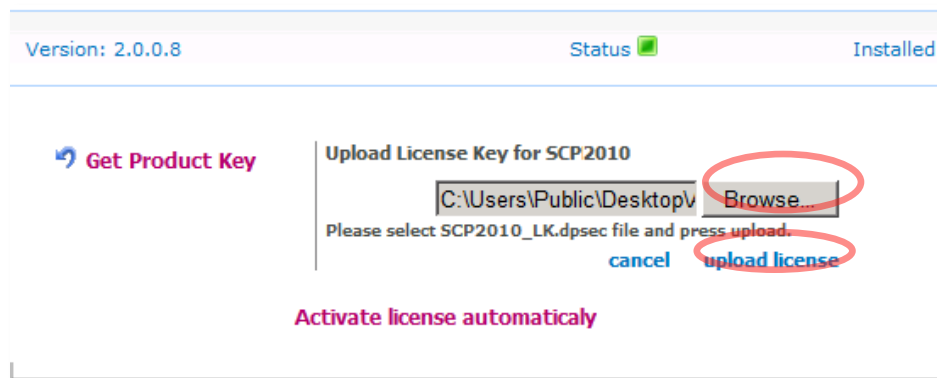 Version: 2.0.0.8 Status Installed
Get Product Key
Upload License Key for SCP2010
C:\Users\Public\Desktop\ Browse...
Please select SCP2010_LK.dpsec file and press upload.
cancel upload license
Activate license automaticaly